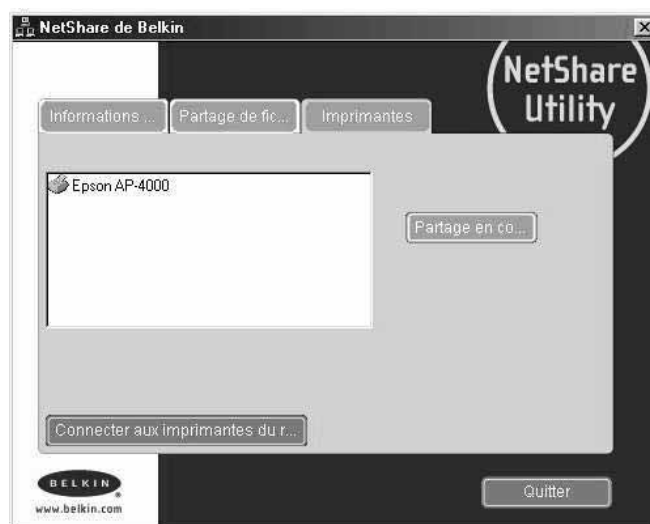 NetShare de Belkin
NetShare
Utility
Informations ...
Partage de fic...
Imprimantes
Epson AP-4000
Partage en co...
Connecter aux imprimantes du r...
BELKIN
www.belkin.com
Quitter